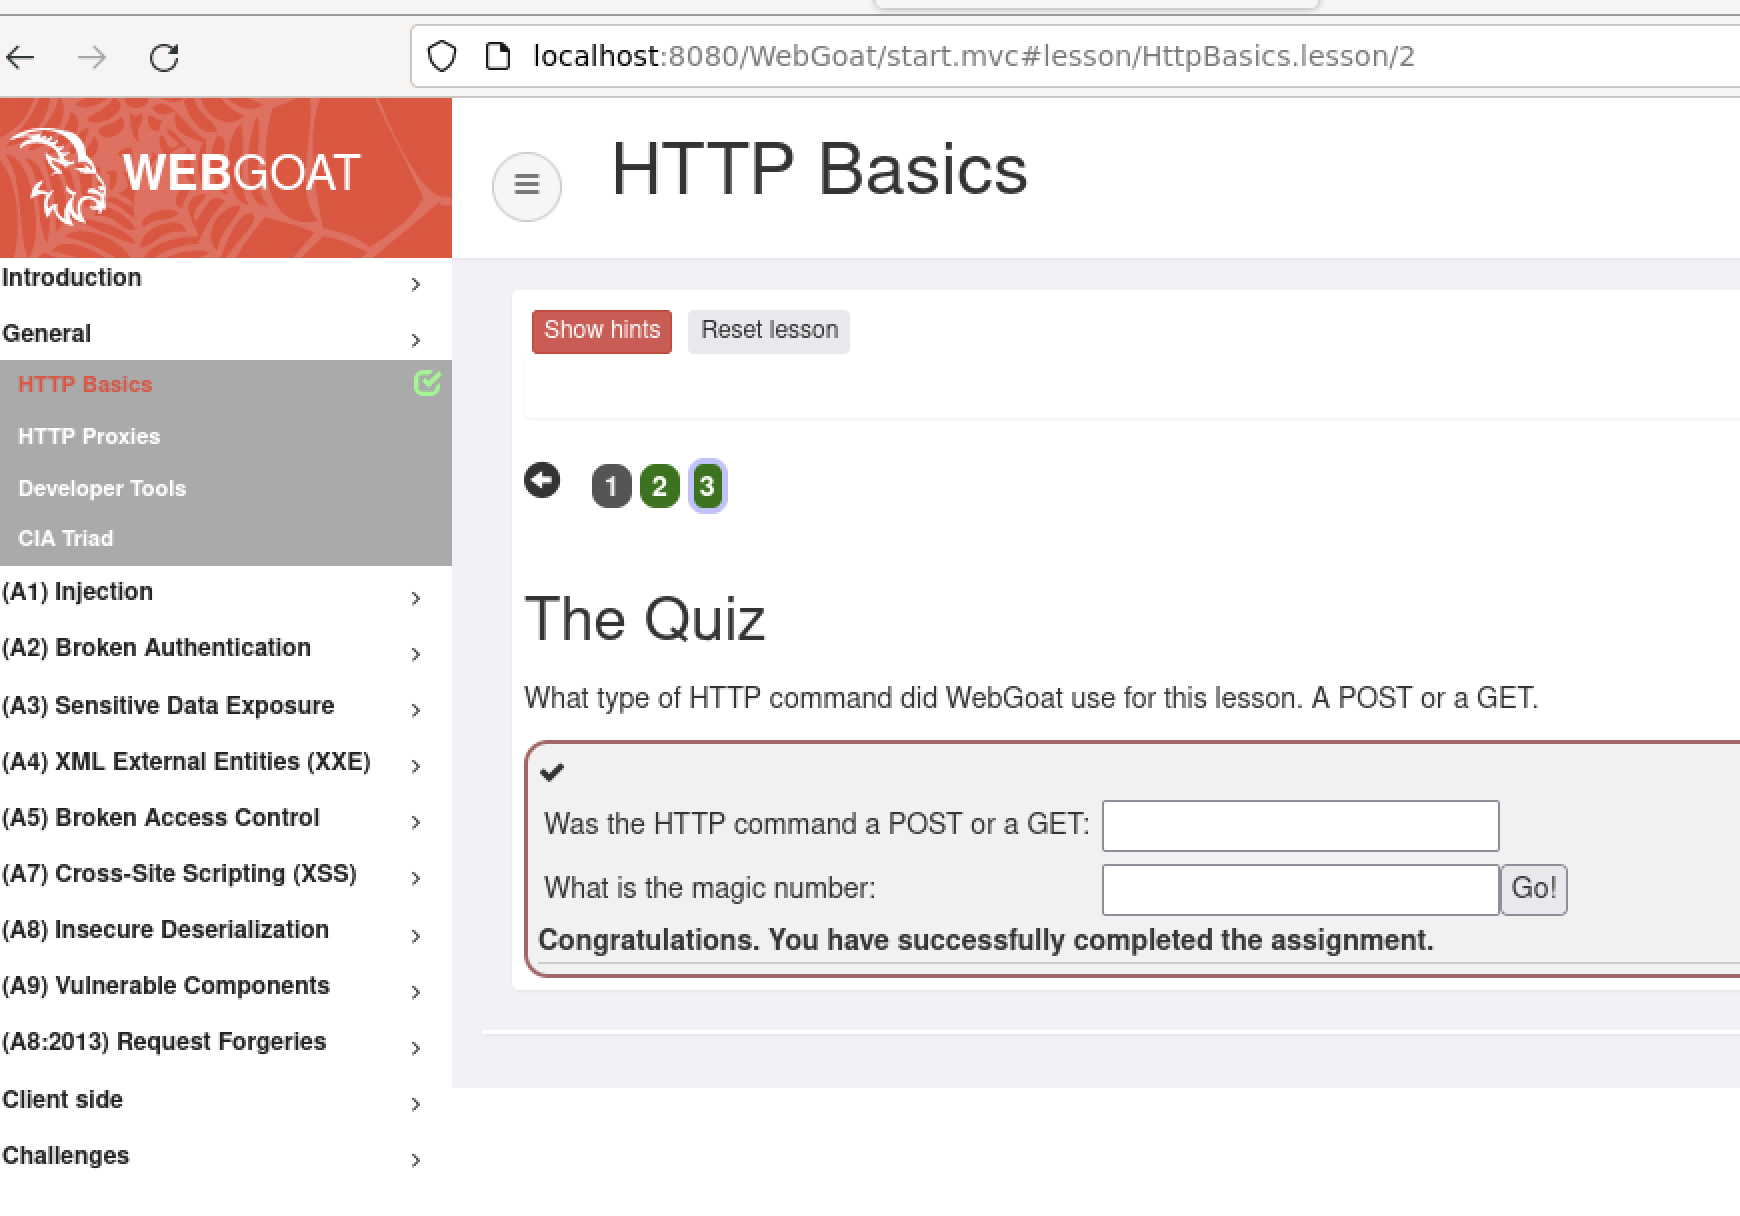 localhost:8080/WebGoat/start.mvc#lesson/HttpBasics.lesson/2
WEBGOAT
HTTP Basics
Introduction
General
HTTP Basics
HTTP Proxies
Developer Tools
CIA Triad
(A1) Injection
(A2) Broken Authentication
(A3) Sensitive Data Exposure
(A4) XML External Entities (XXE)
(A5) Broken Access Control
(A7) Cross-Site Scripting (XSS)
(A8) Insecure Deserialization
(A9) Vulnerable Components
(A8:2013) Request Forgeries
Client side
Challenges
Show hints Reset lesson
1 2 3
The Quiz
What type of HTTP command did WebGoat use for this lesson. A POST or a GET.
Was the HTTP command a POST or a GET:
What is the magic number: Go!
Congratulations. You have successfully completed the assignment.